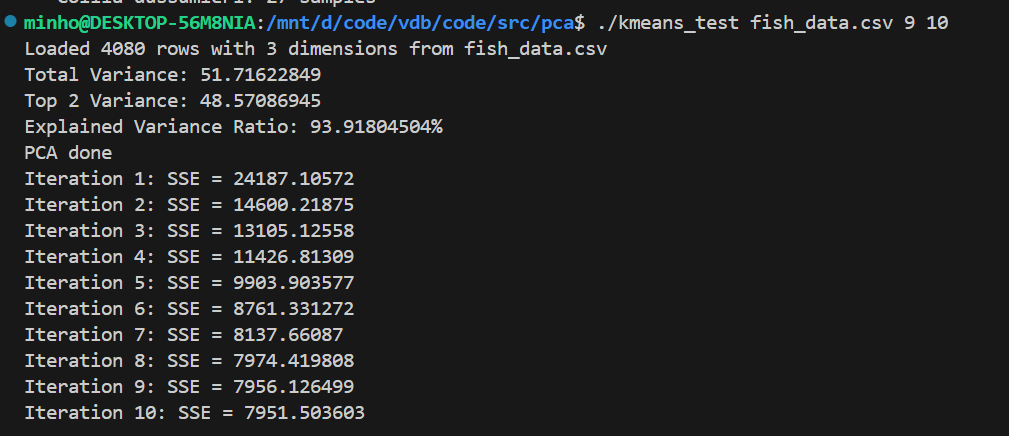 minho@DESKTOP-56M8NIA:/mnt/d/code/vdb/code/src/pca$ ./kmeans_test fish_data.csv 9 10
Loaded 4080 rows with 3 dimensions from fish_data.csv
Total Variance: 51.71622849
Top 2 Variance: 48.57086945
Explained Variance Ratio: 93.91804504%
PCA done
Iteration 1: SSE = 24187.10572
Iteration 2: SSE = 14600.21875
Iteration 3: SSE = 13105.12558
Iteration 4: SSE = 11426.81309
Iteration 5: SSE = 9903.903577
Iteration 6: SSE = 8761.331272
Iteration 7: SSE = 8137.66087
Iteration 8: SSE = 7974.419808
Iteration 9: SSE = 7956.126499
Iteration 10: SSE = 7951.503603